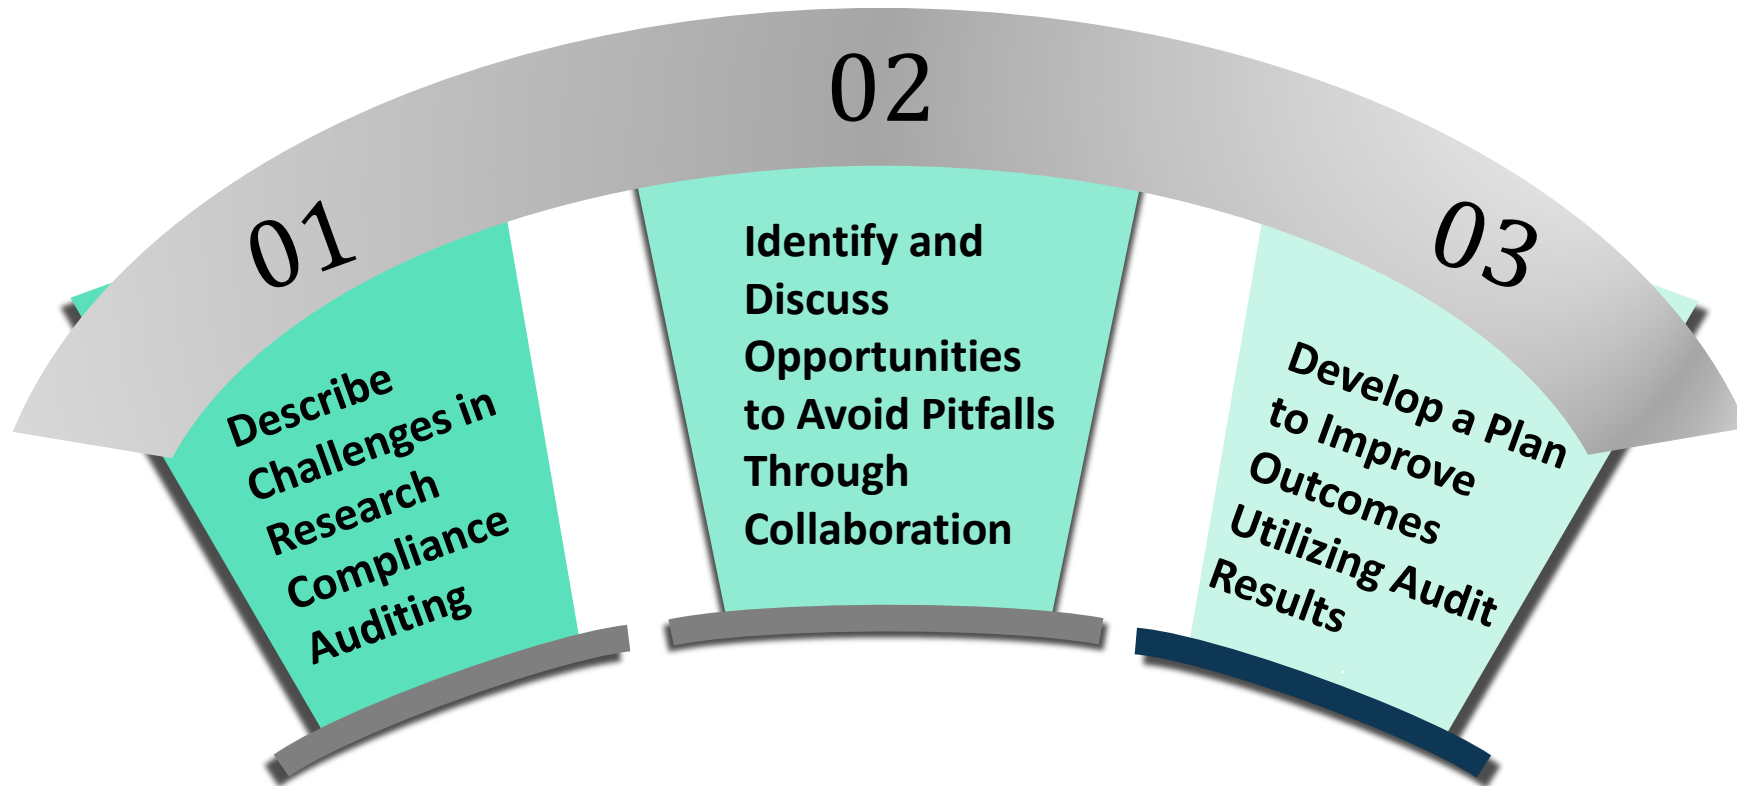 01
Describe
Challenges in
Research
Compliance
Auditing
02
Identify and
Discuss
Opportunities
to Avoid Pitfalls
Through
Collaboration
03
Develop a Plan
to Improve
Outcomes
Utilizing Audit
Results